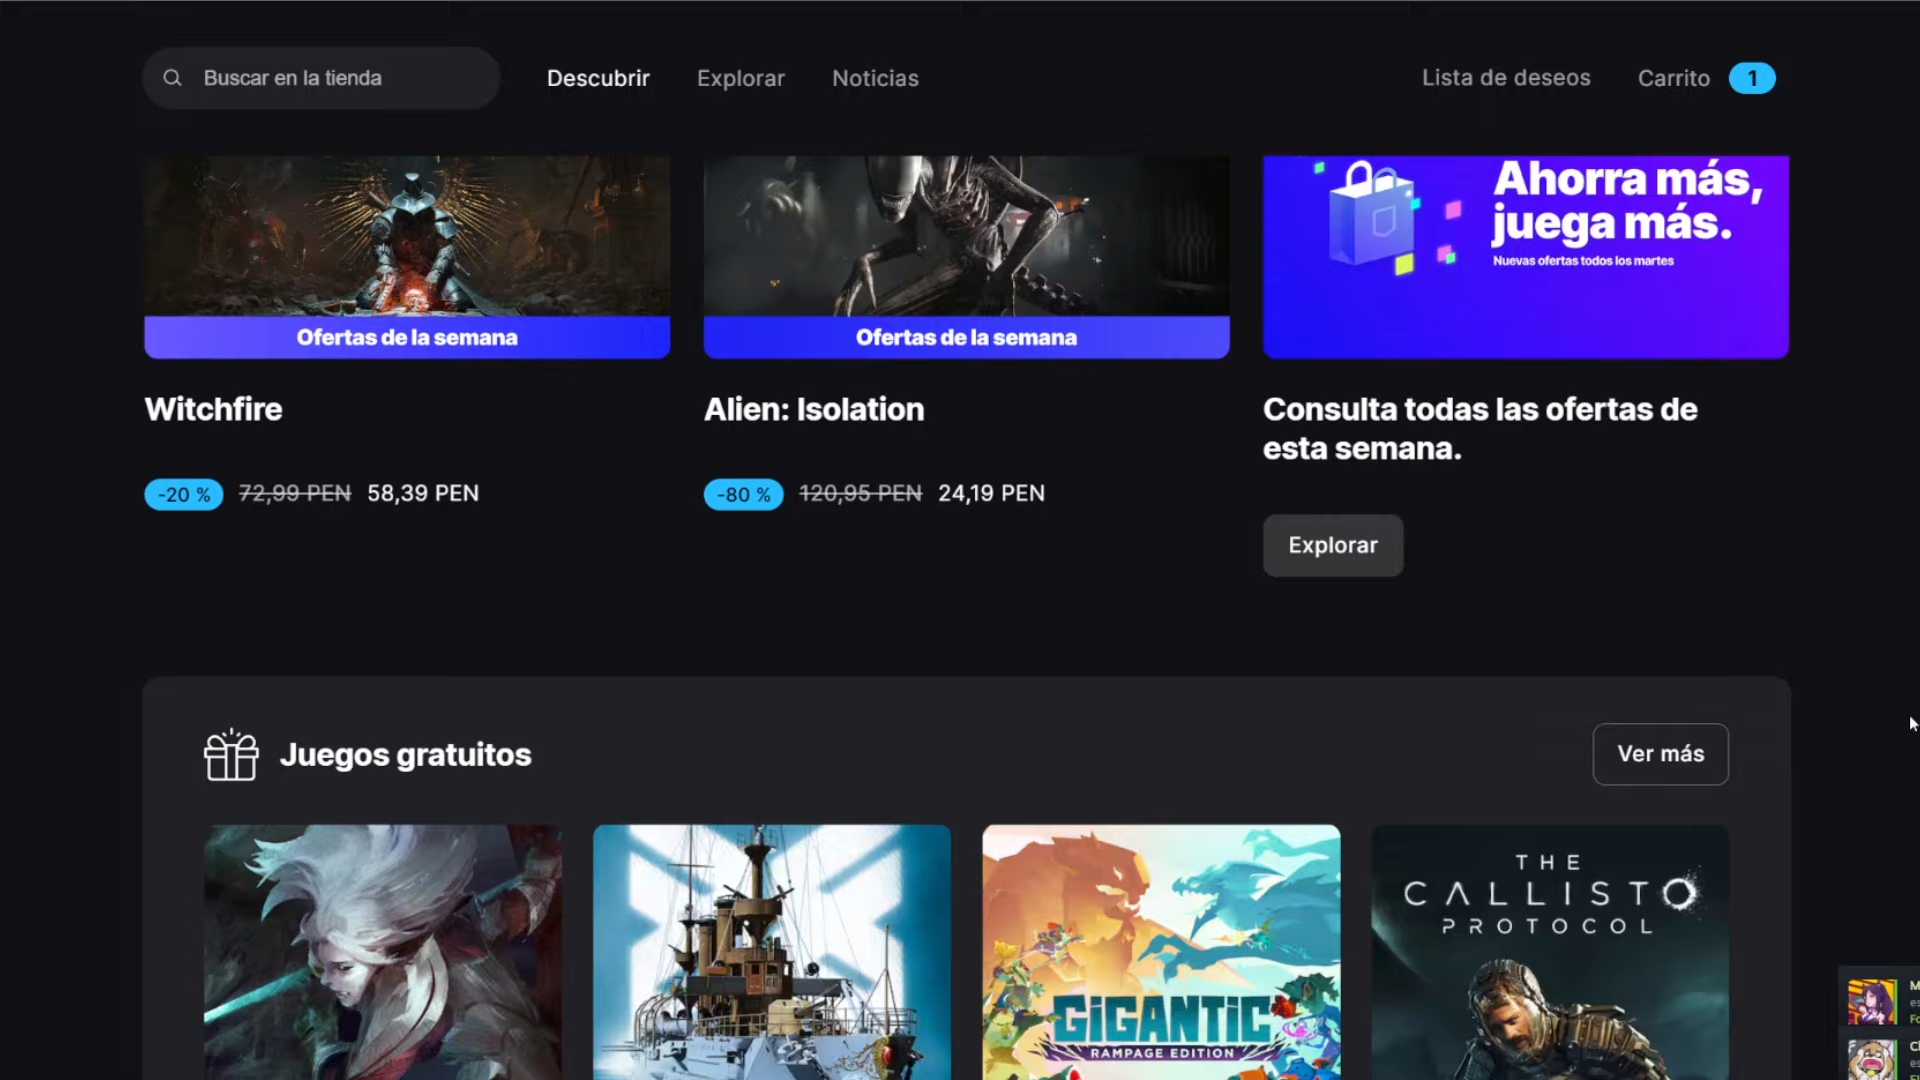 Buscar en la tienda
Descubrir
Explorar
Noticias
Lista de deseos
Carrito
1
Ofertas de la semana
Ofertas de la semana
Ahorra más,
juega más.
Nuevas ofertas todos los martes
Witchfire
Alien: Isolation
Consulta todas las ofertas de
esta semana.
-20 % 72,99 PEN 58,39 PEN
-80 % 120,95 PEN 24,19 PEN
Explorar
Juegos gratuitos
Ver más
GIGANTIC
RAMPAGE EDITION
THE
CALLISTO
PROTOCOL